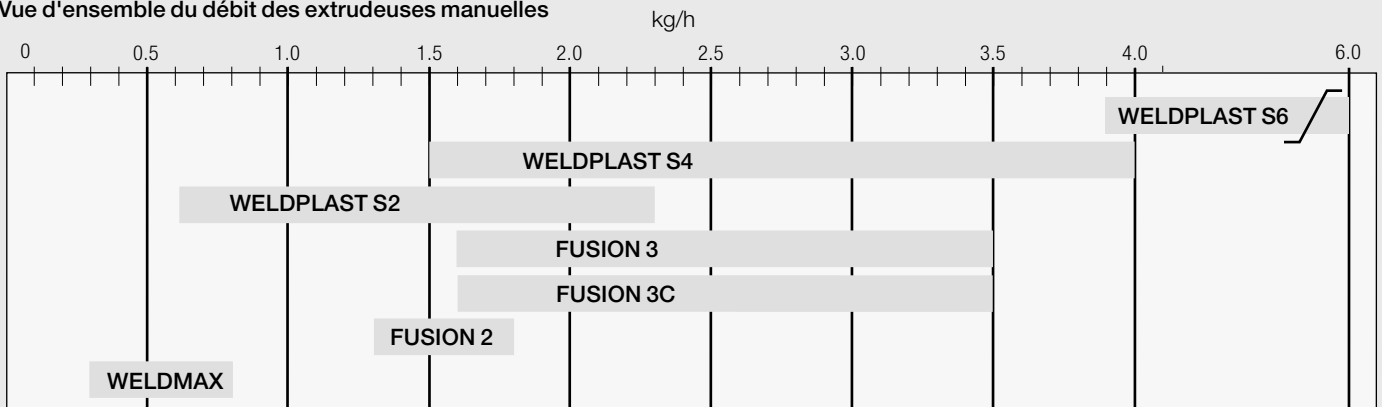 Vue d'ensemble du débit des extrudeuses manuelles
kg/h
0 0.5 1.0 1.5 2.0 2.5 3.0 3.5 4.0 6.0
WELDPLAST S6
WELDPLAST S4
WELDPLAST S2
FUSION 3
FUSION 3C
FUSION 2
WELDMAX